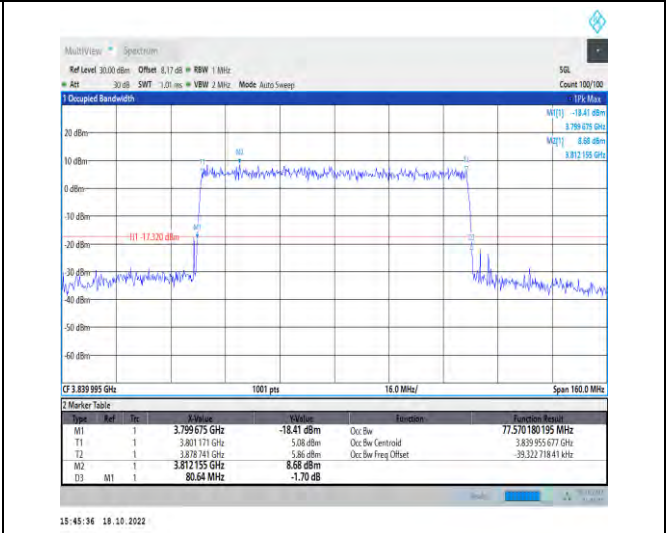 MultiView Spectrum
Ref Level 30.00 dBm Offset 8.17 dB RBW 1 MHz SGL
Att 30 dB SWT 1.01 ms VBW 2 MHz Mode Auto Sweep Count 100/100
1 Occupied Bandwidth 1Pk Max
M1[1] -18.41 dBm
3.799 675 GHz
M2[1] 8.68 dBm
3.812 155 GHz
20 dBm
10 dBm
M2
T1
T2
0 dBm
-10 dBm
M1
H1 -17.320 dBm
-20 dBm
-30 dBm
-40 dBm
-50 dBm
-60 dBm
CF 3.839 995 GHz 1001 pts 16.0 MHz/ Span 160.0 MHz
2 Marker Table
Type Ref Trc X-Value Y-Value Function Function Result
M1 1 3.799 675 GHz -18.41 dBm Occ Bw 77.570 180 195 MHz
T1 1 3.801 171 GHz 5.08 dBm Occ Bw Centroid 3.839 955 677 GHz
T2 1 3.878 741 GHz 5.86 dBm Occ Bw Freq Offset -39.322 718 41 kHz
M2 1 3.812 155 GHz 8.68 dBm
D3 M1 1 80.64 MHz -1.70 dB
Ready
15:45:36 18.10.2022